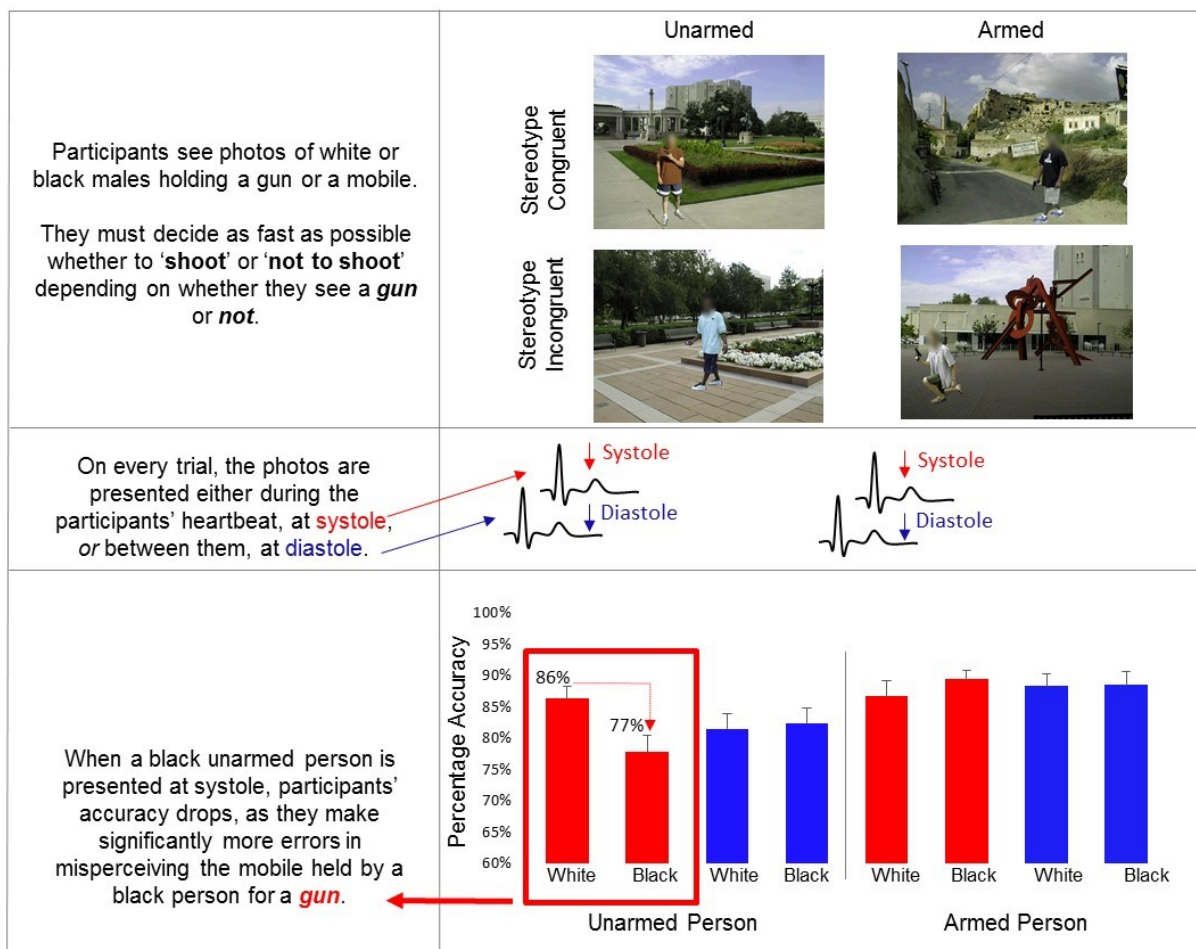 Unarmed
Armed
Participants see photos of white or
black males holding a gun or a mobile.
They must decide as fast as possible
whether to ‘shoot’ or ‘not to shoot’
depending on whether they see a gun
or not.
Stereotype
Congruent
Stereotype
Incongruent
On every trial, the photos are
presented either during the
participants’ heartbeat, at systole,
or between them, at diastole.
Systole
Diastole
Systole
Diastole
When a black unarmed person is
presented at systole, participants’
accuracy drops, as they make
significantly more errors in
misperceiving the mobile held by a
black person for a gun.
Percentage Accuracy
100%
95%
90%
85%
80%
75%
70%
65%
60%
86%
77%
White
Black
White
Black
White
Black
White
Black
Unarmed Person
Armed Person